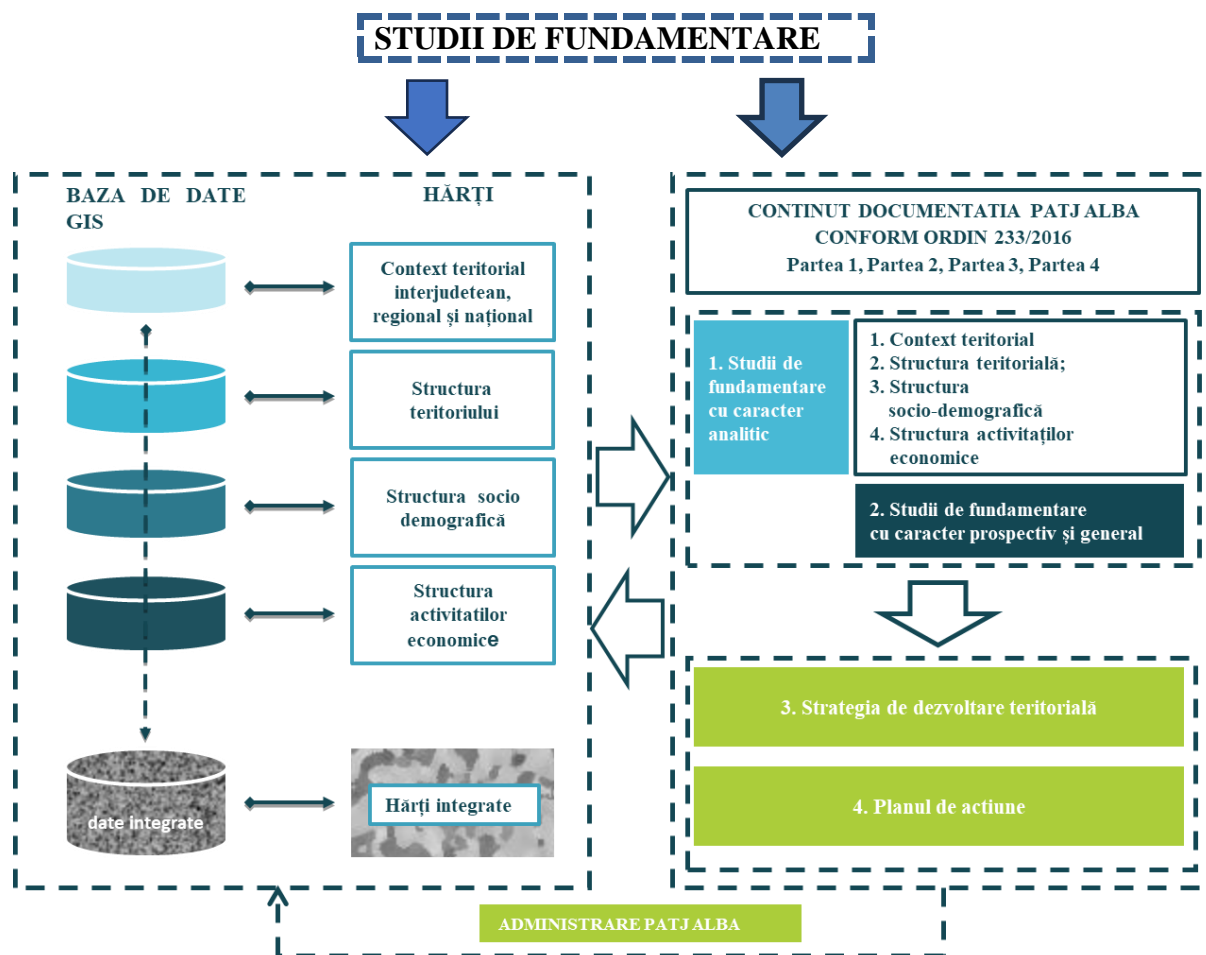 STUDII DE FUNDAMENTARE
BAZA DE DATE
GIS
HĂRȚI
Context teritorial
interjudetean,
regional și național
Structura
teritoriului
Structura socio
demografică
Structura
activitatilor
economice
date integrate
Hărți integrate
CONTINUT DOCUMENTATIA PATJ ALBA
CONFORM ORDIN 233/2016
Partea 1, Partea 2, Partea 3, Partea 4
1. Studii de
fundamentare
cu caracter
analitic
1. Context teritorial
2. Structura teritorială;
3. Structura
socio-demografică
4. Structura activitaților
economice
2. Studii de fundamentare
cu caracter prospectiv și general
3. Strategia de dezvoltare teritorială
4. Planul de actiune
ADMINISTRARE PATJ ALBA